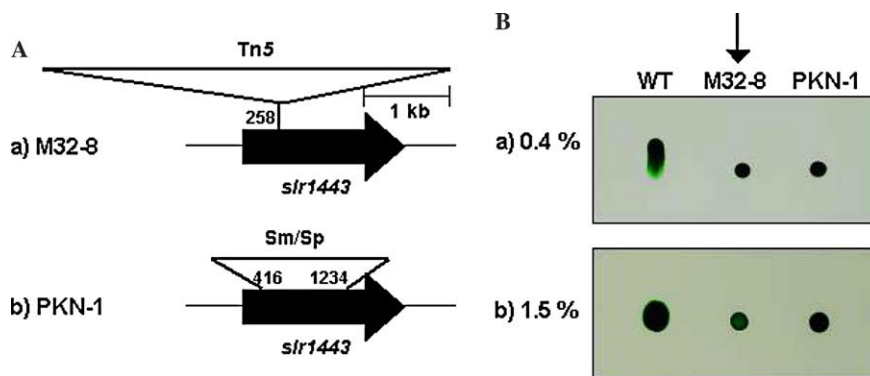 A
Tn5
1 kb
258
a) M32-8
slr1443
Sm/Sp
416 1234
b) PKN-1
slr1443
B
WT M32-8 PKN-1
a) 0.4 %
b) 1.5 %